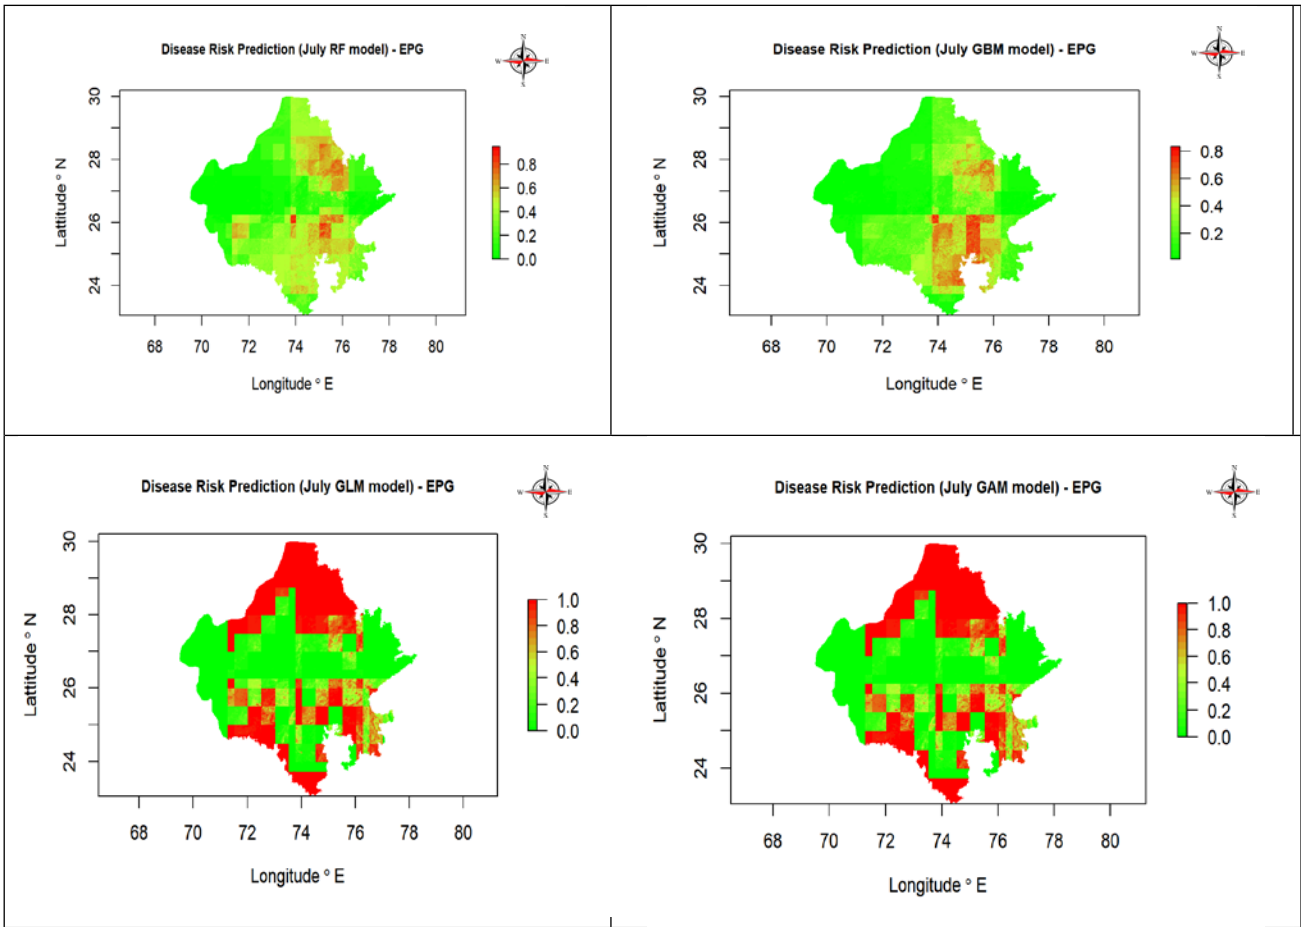 Disease Risk Prediction (July RF model) - EPG
N
W E
S
30
28
26
24
Lattitude ° N
0.8
0.6
0.4
0.2
0.0
68 70 72 74 76 78 80
Longitude ° E
Disease Risk Prediction (July GBM model) - EPG
N
W E
S
30
28
26
24
Lattitude ° N
0.8
0.6
0.4
0.2
68 70 72 74 76 78 80
Longitude ° E
Disease Risk Prediction (July GLM model) - EPG
N
W E
S
30
28
26
24
Lattitude ° N
1.0
0.8
0.6
0.4
0.2
0.0
68 70 72 74 76 78 80
Longitude ° E
Disease Risk Prediction (July GAM model) - EPG
N
W E
S
30
28
26
24
Lattitude ° N
1.0
0.8
0.6
0.4
0.2
0.0
68 70 72 74 76 78 80
Longitude ° E